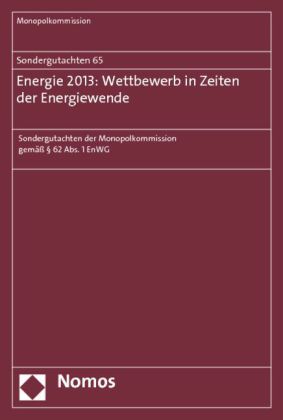 Monopolkommission
Sondergutachten 65
Energie 2013: Wettbewerb in Zeiten
der Energiewende
Sondergutachten der Monopolkommission
gemäß § 62 Abs. 1 EnWG
Nomos